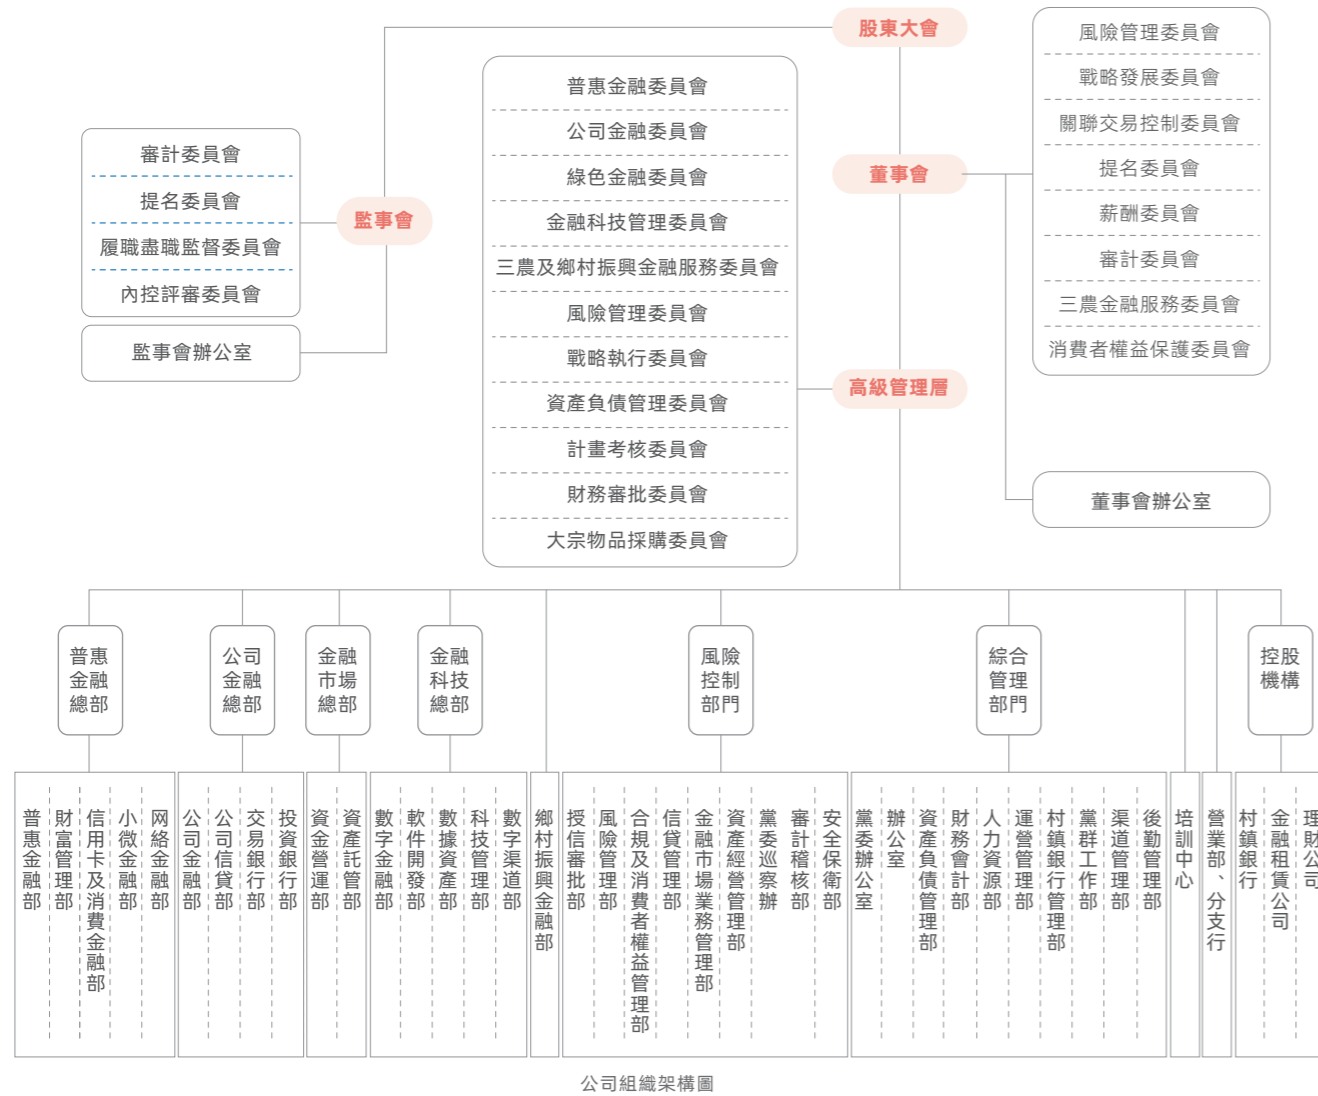 股東大會
風險管理委員會
戰略發展委員會
關聯交易控制委員會
提名委員會
薪酬委員會
審計委員會
三農金融服務委員會
消費者權益保護委員會
普惠金融委員會
公司金融委員會
綠色金融委員會
金融科技管理委員會
三農及鄉村振興金融服務委員會
風險管理委員會
戰略執行委員會
資產負債管理委員會
計畫考核委員會
財務審批委員會
大宗物品採購委員會
審計委員會
提名委員會
履職盡職監督委員會
內控評審委員會
監事會
監事會辦公室
董事會
高級管理層
董事會辦公室
普惠
金融
總部
公司
金融
總部
金融
市場
總部
金融
科技
總部
風險
控制
部門
綜合
管理
部門
控股
機構
普惠金融部
財富管理部
信用卡及消費金融部
小微金融部
网絡金融部
公司金融部
公司信貸部
交易銀行部
投資銀行部
資金營運部
資產託管部
數字金融部
軟件開發部
數據資產部
科技管理部
數字渠道部
鄉村振興金融部
授信審批部
風險管理部
合規及消費者權益管理部
信貸管理部
金融市場業務管理部
資產經營管理部
黨委巡察辦
審計稽核部
安全保衛部
黨委辦公室
辦公室
資產負債管理部
財務會計部
人力資源部
運營管理部
村鎮銀行管理部
黨群工作部
渠道管理部
後勤管理部
培訓中心
營業部、分支行
村鎮銀行
金融租賃公司
理財公司
公司組織架構圖